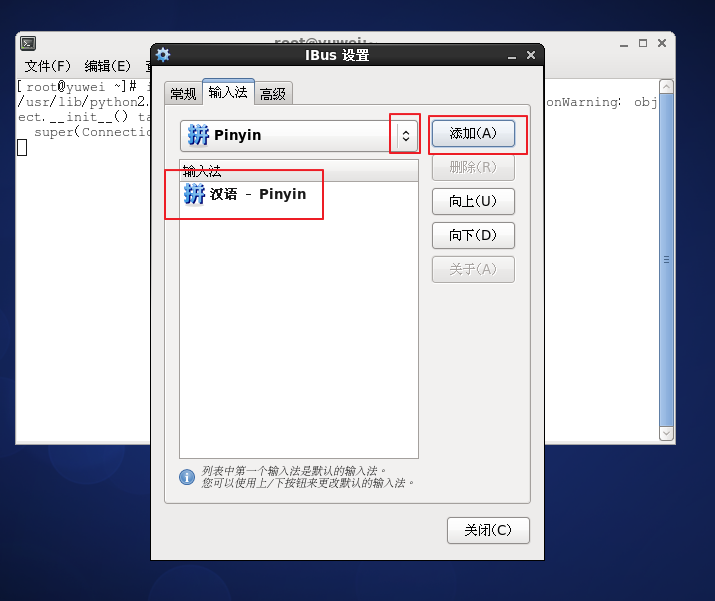 IBus 设置
文件(F) 编辑(E)
[root@yuwei ~]#
/usr/lib/python2.
onWarning: obj
ect.__init__() ta
super(Connectio
常规 输入法 高级
拼 Pinyin
添加(A)
输入法
删除(R)
拼 汉语 - Pinyin
向上(U)
向下(D)
关于(A)
列表中第一个输入法是默认的输入法。
您可以使用上/下按钮来更改默认的输入法。
关闭(C)